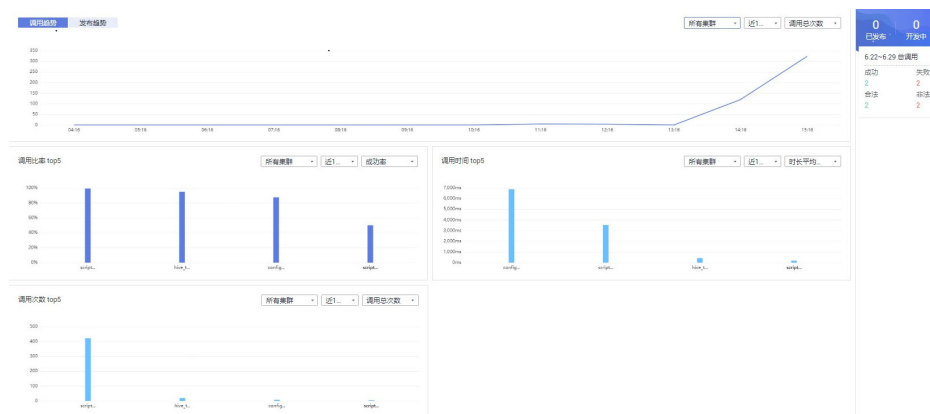 调用趋势 发布趋势
所有集群 近1... 调用总次数
350
300
250
200
150
100
50
0
04:16 05:16 06:16 07:16 08:16 09:16 10:16 11:16 12:16 13:16 14:16 15:16
0 0
已发布 开发中
6.22~6.29 总调用
成功 失败
2 2
合法 非法
2 2
调用比率 top5
所有集群 近1... 成功率
100%
80%
60%
40%
20%
0%
script... hive_t... config... script...
调用时间 top5
所有集群 近1... 时长平均...
7,000ms
6,000ms
5,000ms
4,000ms
3,000ms
2,000ms
1,000ms
0ms
config... script... hive_t... script...
调用次数 top5
所有集群 近1... 调用总次数
500
400
300
200
100
0
script... hive_t... config... script...